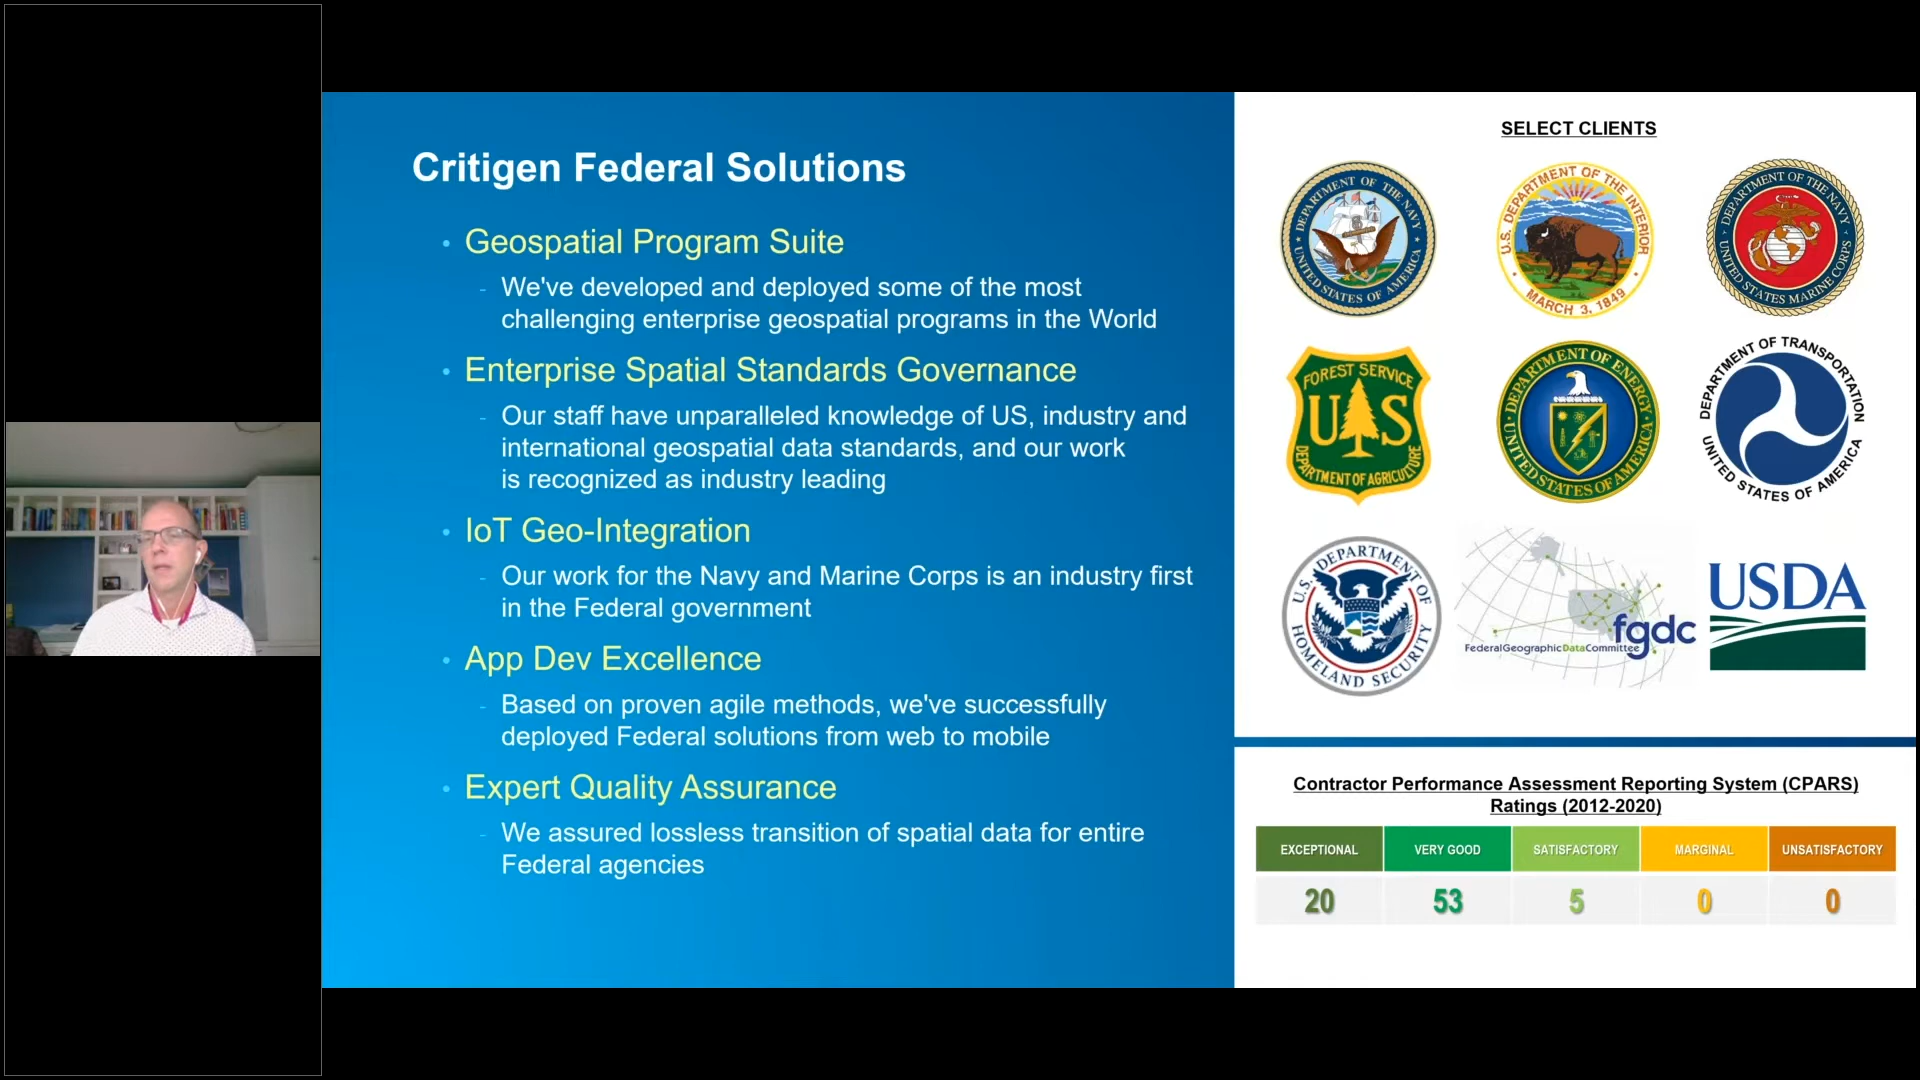 Critigen Federal Solutions
• Geospatial Program Suite
- We've developed and deployed some of the most
challenging enterprise geospatial programs in the World
• Enterprise Spatial Standards Governance
- Our staff have unparalleled knowledge of US, industry and
international geospatial data standards, and our work
is recognized as industry leading
• IoT Geo-Integration
- Our work for the Navy and Marine Corps is an industry first
in the Federal government
• App Dev Excellence
- Based on proven agile methods, we've successfully
deployed Federal solutions from web to mobile
• Expert Quality Assurance
- We assured lossless transition of spatial data for entire
Federal agencies
SELECT CLIENTS
DEPARTMENT OF THE NAVY
UNITED STATES OF AMERICA
U.S. DEPARTMENT OF THE INTERIOR
MARCH 3, 1849
DEPARTMENT OF THE NAVY
UNITED STATES MARINE CORPS
FOREST SERVICE
U S
DEPARTMENT OF AGRICULTURE
DEPARTMENT OF ENERGY
UNITED STATES OF AMERICA
DEPARTMENT OF TRANSPORTATION
UNITED STATES OF AMERICA
U.S. DEPARTMENT OF
HOMELAND SECURITY
fgdc
FederalGeographicDataCommittee
USDA
Contractor Performance Assessment Reporting System (CPARS)
Ratings (2012-2020)
EXCEPTIONAL VERY GOOD SATISFACTORY MARGINAL UNSATISFACTORY
20 53 5 0 0